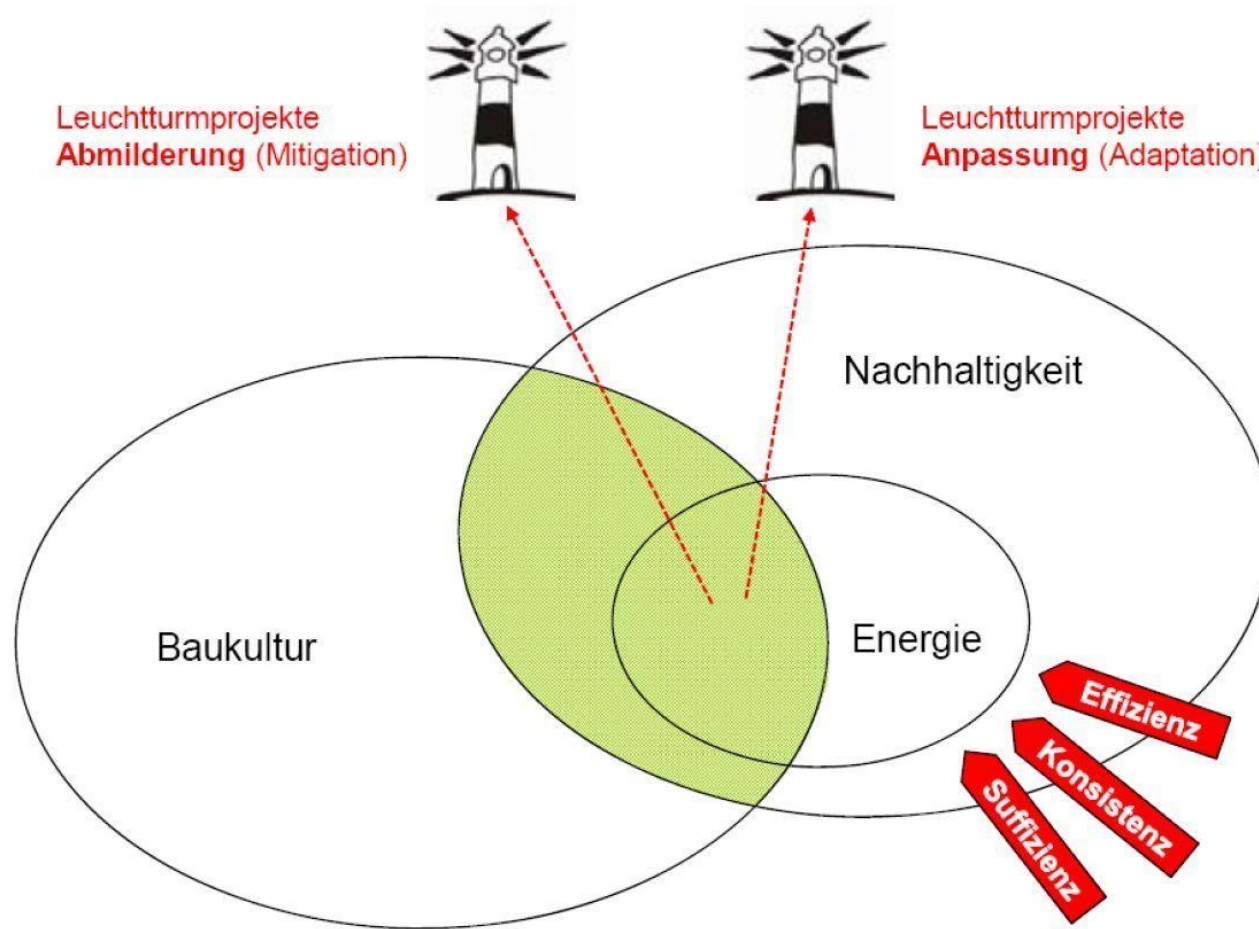 Leuchtturmprojekte
Abmilderung (Mitigation)
Leuchtturmprojekte
Anpassung (Adaptation)
Nachhaltigkeit
Baukultur
Energie
Effizienz
Konsistenz
Suffizienz